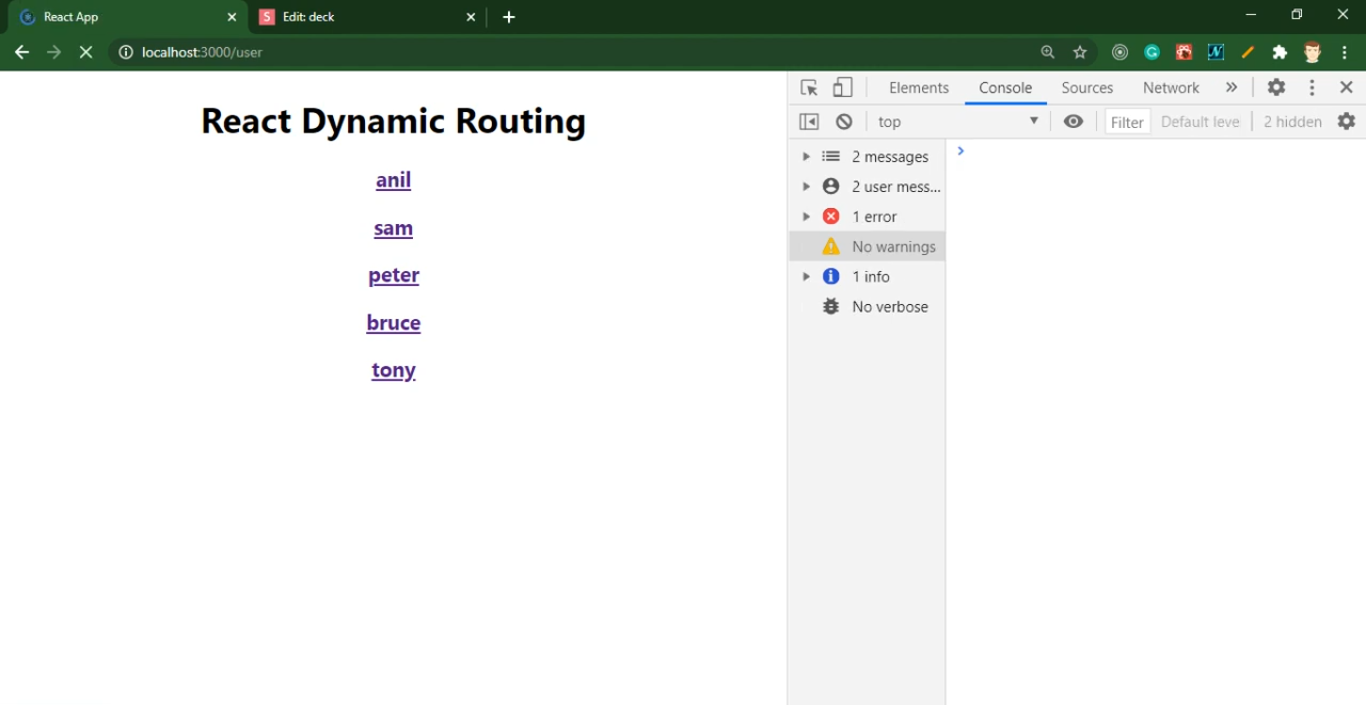 React App
Edit: deck
localhost:3000/user
React Dynamic Routing
anil
sam
peter
bruce
tony
Elements Console Sources Network »
top Filter Default leve 2 hidden
2 messages
2 user mess...
1 error
No warnings
1 info
No verbose